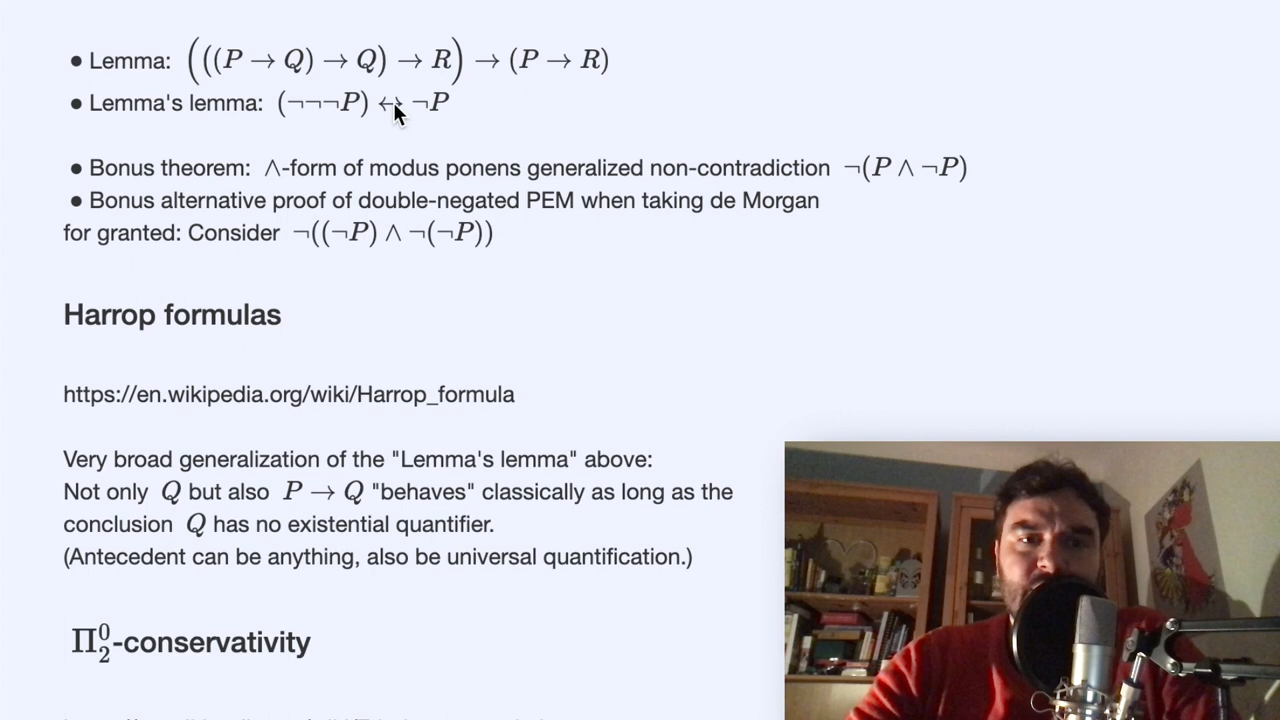 ● Lemma: (((P → Q) → Q) → R) → (P → R)
● Lemma's lemma: (¬¬¬P) ↔ ¬P
● Bonus theorem: ∧-form of modus ponens generalized non-contradiction ¬(P ∧ ¬P)
● Bonus alternative proof of double-negated PEM when taking de Morgan
for granted: Consider ¬((¬P) ∧ ¬(¬P))
Harrop formulas
https://en.wikipedia.org/wiki/Harrop_formula
Very broad generalization of the "Lemma's lemma" above:
Not only Q but also P → Q "behaves" classically as long as the
conclusion Q has no existential quantifier.
(Antecedent can be anything, also be universal quantification.)
Π⁰₂-conservativity